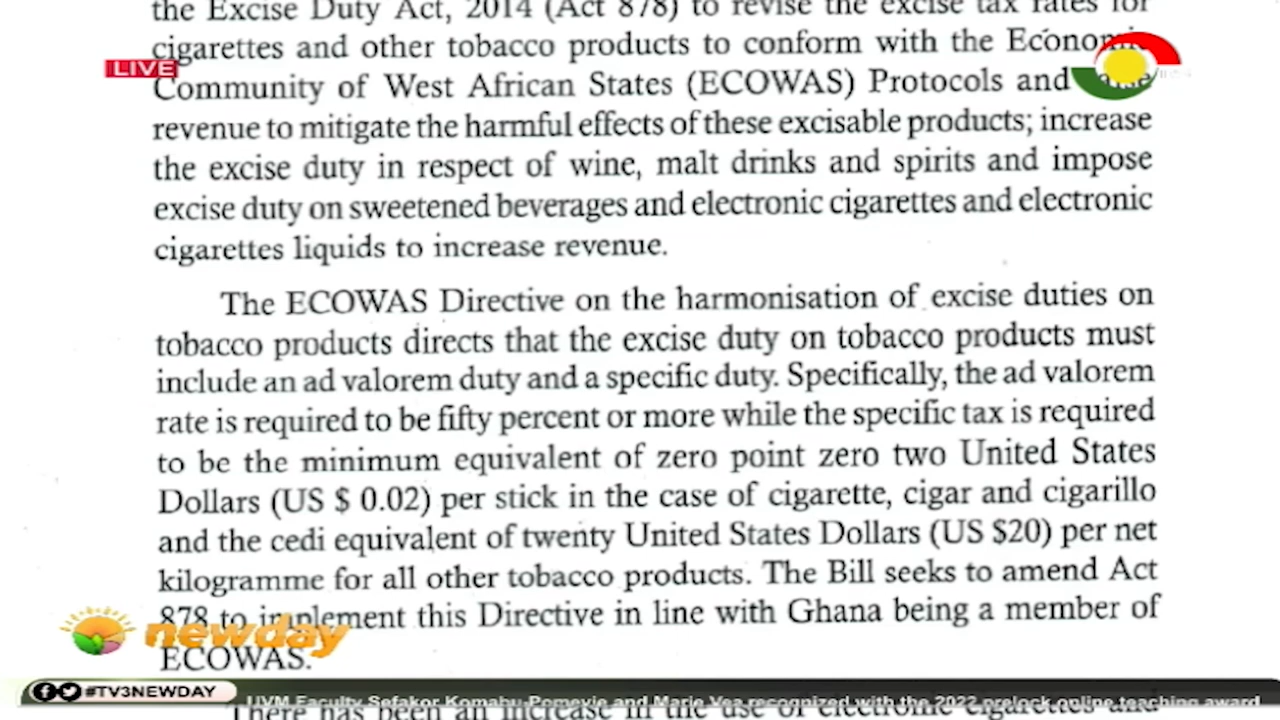 the Excise Duty Act, 2014 (Act 878) to revise the excise tax rates for
cigarettes and other tobacco products to conform with the Economic
LIVE
Community of West African States (ECOWAS) Protocols and
revenue to mitigate the harmful effects of these excisable products; increase
the excise duty in respect of wine, malt drinks and spirits and impose
excise duty on sweetened beverages and electronic cigarettes and electronic
cigarettes liquids to increase revenue.
The ECOWAS Directive on the harmonisation of excise duties on
tobacco products directs that the excise duty on tobacco products must
include an ad valorem duty and a specific duty. Specifically, the ad valorem
rate is required to be fifty percent or more while the specific tax is required
to be the minimum equivalent of zero point zero two United States
Dollars (US $ 0.02) per stick in the case of cigarette, cigar and cigarillo
and the cedi equivalent of twenty United States Dollars (US $20) per net
kilogramme for all other tobacco products. The Bill seeks to amend Act
878 to implement this Directive in line with Ghana being a member of
newday
ECOWAS.
#TV3NEWDAY
UVM Faculty Sefakor Komabu-Pomeyie and Marie Vea recognized with the 2022 prelock online teaching award
There has been an increase in the use of electronic cigarettes